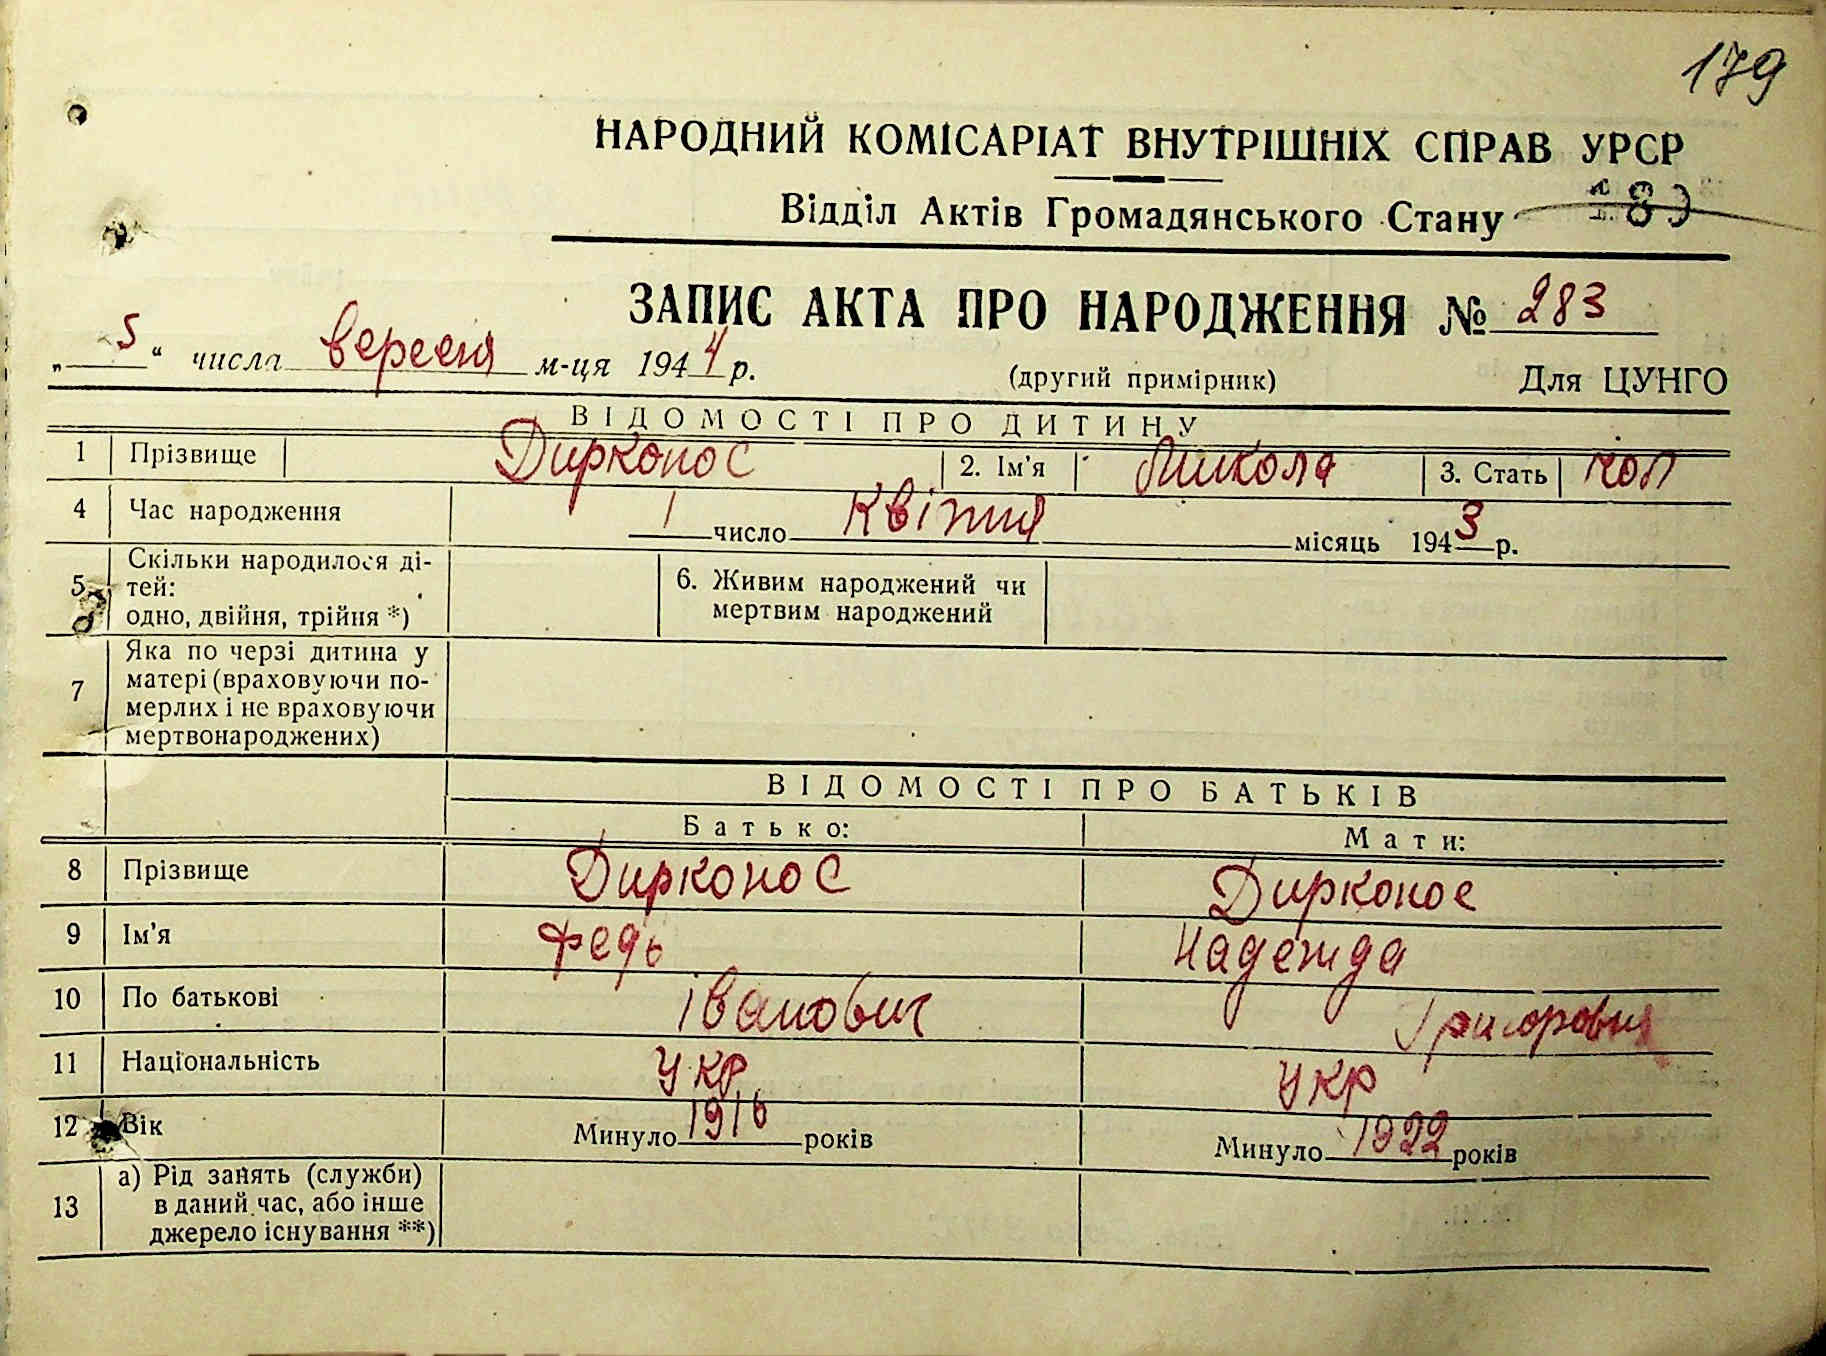 179
НАРОДНИЙ КОМІСАРІАТ ВНУТРІШНІХ СПРАВ УРСР
Відділ Актів Громадянського Стану
ЗАПИС АКТА ПРО НАРОДЖЕННЯ № 283
„ 5 “ числа вересня м-ця 1944 р. (другий примірник) Для ЦУНГО
ВІДОМОСТІ ПРО ДИТИНУ
1 Прізвище Дирконос 2. Ім'я Микола 3. Стать чол
4 Час народження 1 число Квітня місяць 1943 р.
5 Скільки народилося ді-
тей:
одно, двійня, трійня *)
6. Живим народжений чи
мертвим народжений
7 Яка по черзі дитина у
матері (враховуючи по-
мерлих і не враховуючи
мертвонароджених)
ВІДОМОСТІ ПРО БАТЬКІВ
Батько: Мати:
8 Прізвище Дирконос Дирконос
9 Ім'я Федь Надежда
10 По батькові Іванович Григоровна
11 Національність Укр Укр
12 Вік Минуло 1916 років Минуло 1922 років
13 а) Рід занять (служби)
в даний час, або інше
джерело існування **)